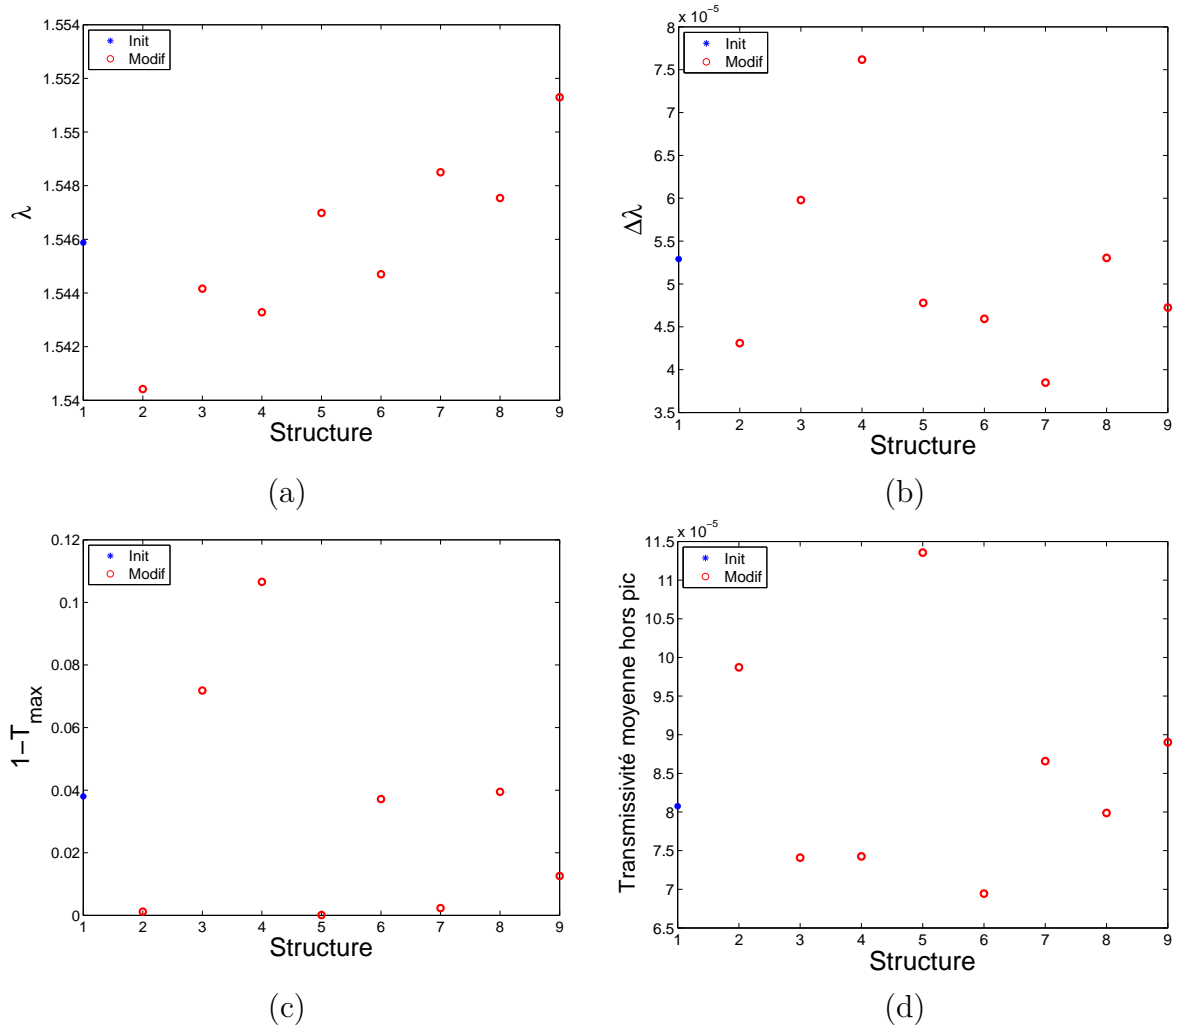 1.554
1.552
1.55
1.548
1.546
1.544
1.542
1.54
λ
Init
Modif
1 2 3 4 5 6 7 8 9
Structure
(a)
x 10⁻⁵
8
7.5
7
6.5
6
5.5
5
4.5
4
3.5
Δλ
Init
Modif
1 2 3 4 5 6 7 8 9
Structure
(b)
0.12
0.1
0.08
0.06
0.04
0.02
0
1−T_max
Init
Modif
1 2 3 4 5 6 7 8 9
Structure
(c)
x 10⁻⁵
11.5
11
10.5
10
9.5
9
8.5
8
7.5
7
6.5
Transmissivité moyenne hors pic
Init
Modif
1 2 3 4 5 6 7 8 9
Structure
(d)